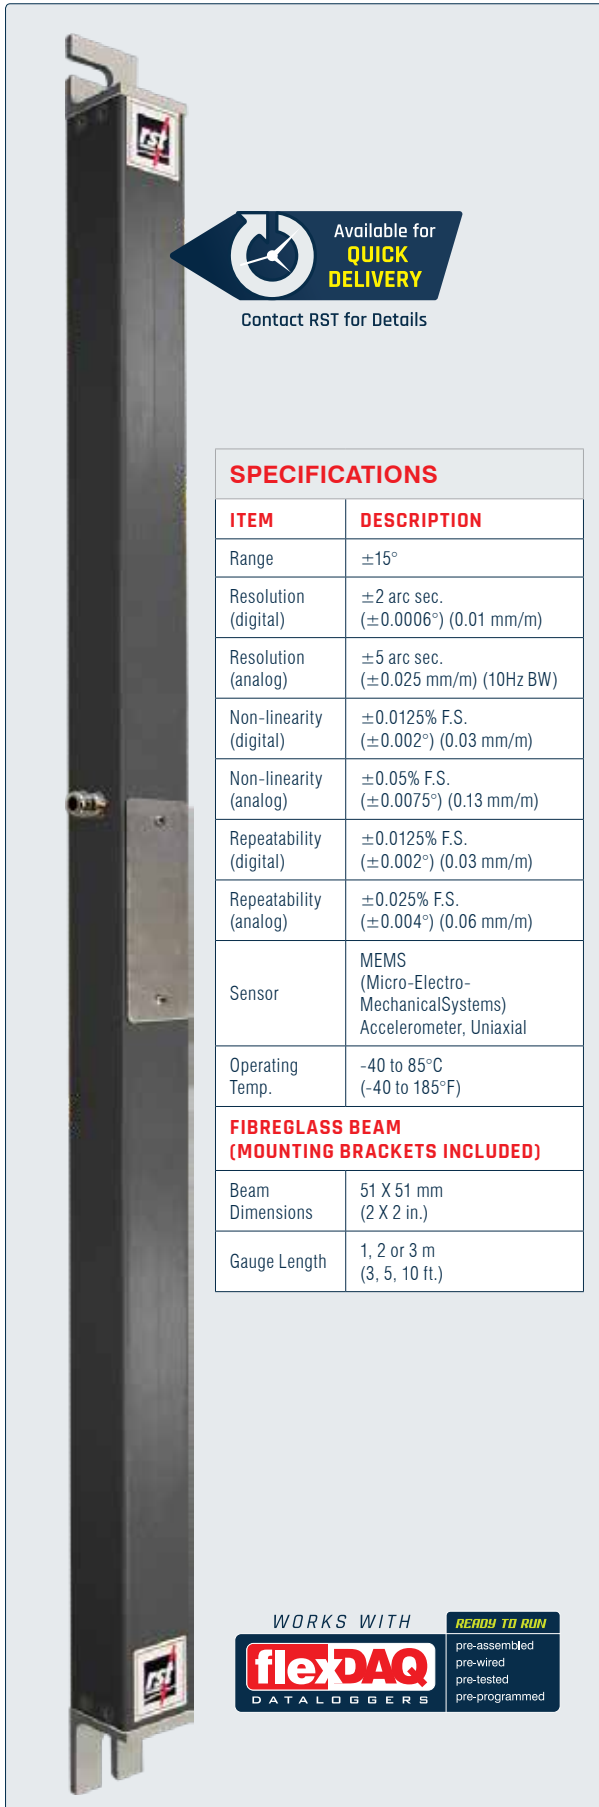 rst
Available for
QUICK
DELIVERY
Contact RST for Details
SPECIFICATIONS
ITEM DESCRIPTION
Range ±15°
Resolution
(digital)
±2 arc sec.
(±0.0006°) (0.01 mm/m)
Resolution
(analog)
±5 arc sec.
(±0.025 mm/m) (10Hz BW)
Non-linearity
(digital)
±0.0125% F.S.
(±0.002°) (0.03 mm/m)
Non-linearity
(analog)
±0.05% F.S.
(±0.0075°) (0.13 mm/m)
Repeatability
(digital)
±0.0125% F.S.
(±0.002°) (0.03 mm/m)
Repeatability
(analog)
±0.025% F.S.
(±0.004°) (0.06 mm/m)
Sensor
MEMS
(Micro-Electro-
MechanicalSystems)
Accelerometer, Uniaxial
Operating
Temp.
-40 to 85°C
(-40 to 185°F)
FIBREGLASS BEAM
(MOUNTING BRACKETS INCLUDED)
Beam
Dimensions
51 X 51 mm
(2 X 2 in.)
Gauge Length
1, 2 or 3 m
(3, 5, 10 ft.)
WORKS WITH
flexDAQ
DATALOGGERS
READY TO RUN
pre-assembled
pre-wired
pre-tested
pre-programmed
rst